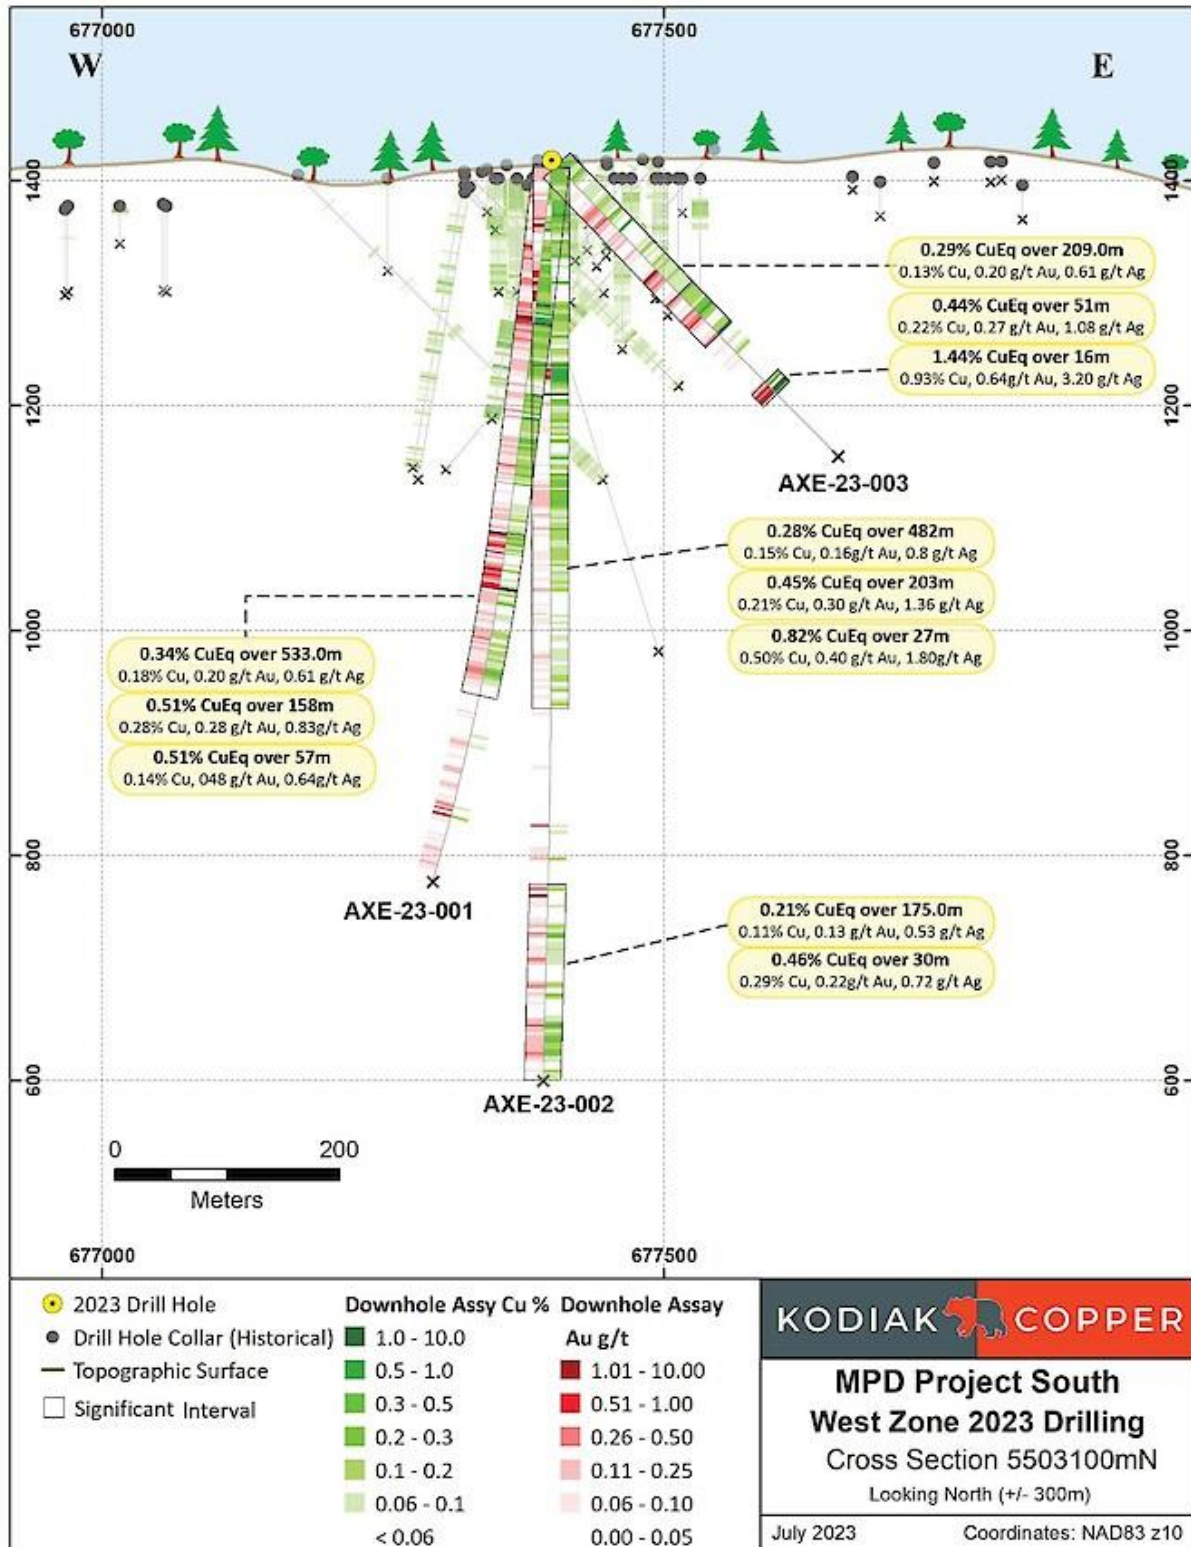 677000
677500
W
E
1400
1400
0.29% CuEq over 209.0m
0.13% Cu, 0.20 g/t Au, 0.61 g/t Ag
0.44% CuEq over 51m
0.22% Cu, 0.27 g/t Au, 1.08 g/t Ag
1.44% CuEq over 16m
0.93% Cu, 0.64g/t Au, 3.20 g/t Ag
1200
1200
AXE-23-003
0.28% CuEq over 482m
0.15% Cu, 0.16g/t Au, 0.8 g/t Ag
0.45% CuEq over 203m
0.21% Cu, 0.30 g/t Au, 1.36 g/t Ag
0.82% CuEq over 27m
0.50% Cu, 0.40 g/t Au, 1.80g/t Ag
1000
1000
0.34% CuEq over 533.0m
0.18% Cu, 0.20 g/t Au, 0.61 g/t Ag
0.51% CuEq over 158m
0.28% Cu, 0.28 g/t Au, 0.83g/t Ag
0.51% CuEq over 57m
0.14% Cu, 048 g/t Au, 0.64g/t Ag
800
800
AXE-23-001
0.21% CuEq over 175.0m
0.11% Cu, 0.13 g/t Au, 0.53 g/t Ag
0.46% CuEq over 30m
0.29% Cu, 0.22g/t Au, 0.72 g/t Ag
600
600
AXE-23-002
0 200
Meters
677000
677500
2023 Drill Hole
Drill Hole Collar (Historical)
Topographic Surface
Significant Interval
Downhole Assy Cu %
1.0 - 10.0
0.5 - 1.0
0.3 - 0.5
0.2 - 0.3
0.1 - 0.2
0.06 - 0.1
< 0.06
Downhole Assay
Au g/t
1.01 - 10.00
0.51 - 1.00
0.26 - 0.50
0.11 - 0.25
0.06 - 0.10
0.00 - 0.05
KODIAK COPPER
MPD Project South
West Zone 2023 Drilling
Cross Section 5503100mN
Looking North (+/- 300m)
July 2023 Coordinates: NAD83 z10